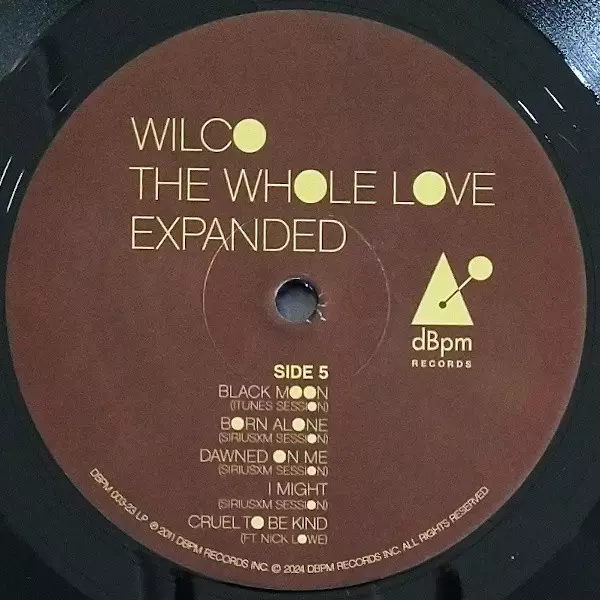 WILCO
THE WHOLE LOVE
EXPANDED
dBpm
RECORDS
SIDE 5
BLACK MOON
(ITUNES SESSION)
BORN ALONE
(SIRIUSXM SESSION)
DAWNED ON ME
(SIRIUSXM SESSION)
I MIGHT
(SIRIUSXM SESSION)
CRUEL TO BE KIND
(FT. NICK LOWE)
DBPM 003-23 LP ℗ 2011 DBPM RECORDS INC. © 2024 DBPM RECORDS INC. ALL RIGHTS RESERVED